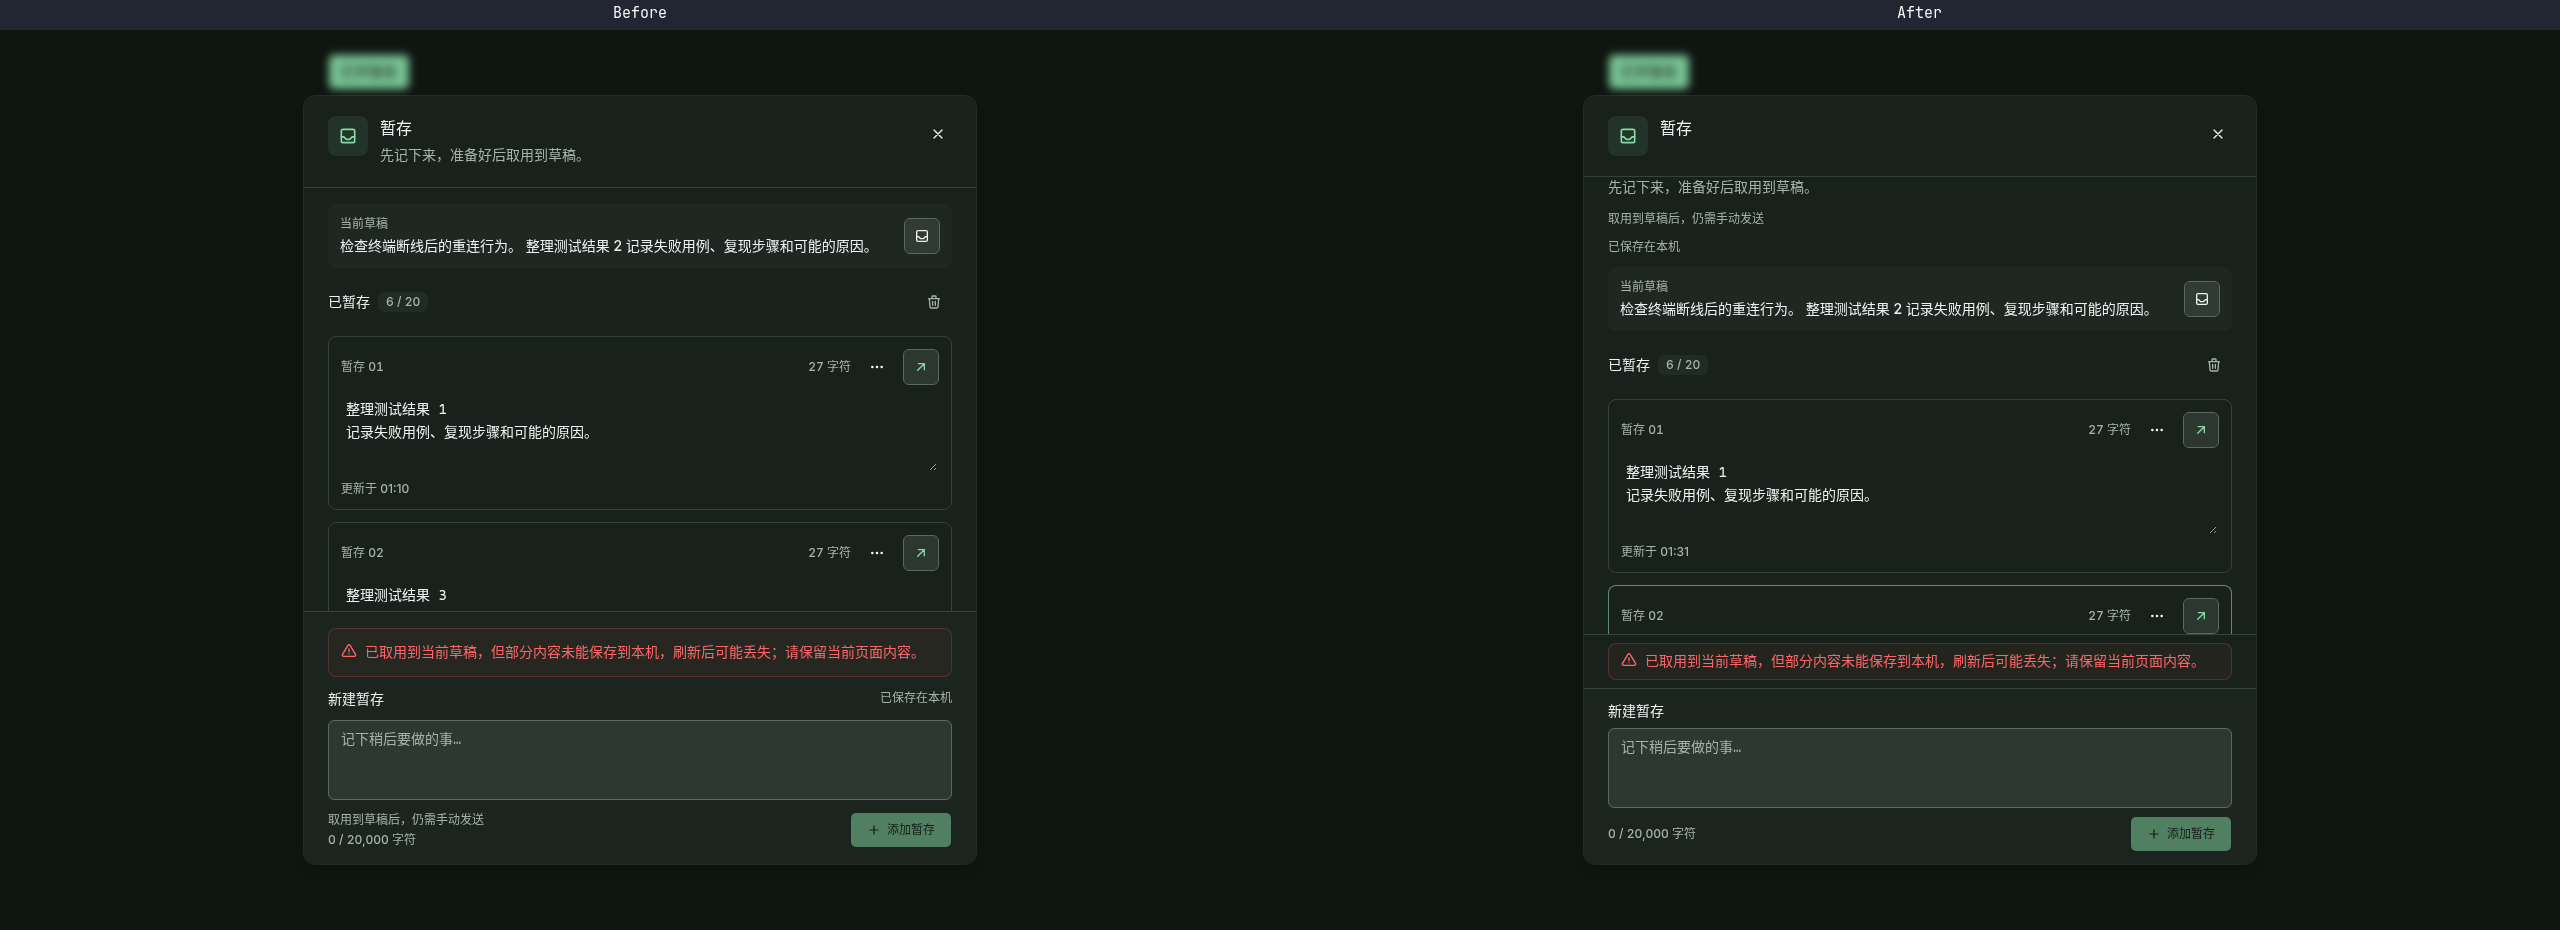 Before
暂存
先记下来，准备好后取用到草稿。
当前草稿
检查终端断线后的重连行为。 整理测试结果 2 记录失败用例、复现步骤和可能的原因。
已暂存 6 / 20
暂存 01 27 字符
整理测试结果 1
记录失败用例、复现步骤和可能的原因。
更新于 01:10
暂存 02 27 字符
整理测试结果 3
已取用到当前草稿，但部分内容未能保存到本机，刷新后可能丢失；请保留当前页面内容。
新建暂存 已保存在本机
记下稍后要做的事…
取用到草稿后，仍需手动发送
0 / 20,000 字符
添加暂存
After
暂存
先记下来，准备好后取用到草稿。
取用到草稿后，仍需手动发送
已保存在本机
当前草稿
检查终端断线后的重连行为。 整理测试结果 2 记录失败用例、复现步骤和可能的原因。
已暂存 6 / 20
暂存 01 27 字符
整理测试结果 1
记录失败用例、复现步骤和可能的原因。
更新于 01:31
暂存 02 27 字符
已取用到当前草稿，但部分内容未能保存到本机，刷新后可能丢失；请保留当前页面内容。
新建暂存
记下稍后要做的事…
0 / 20,000 字符
添加暂存